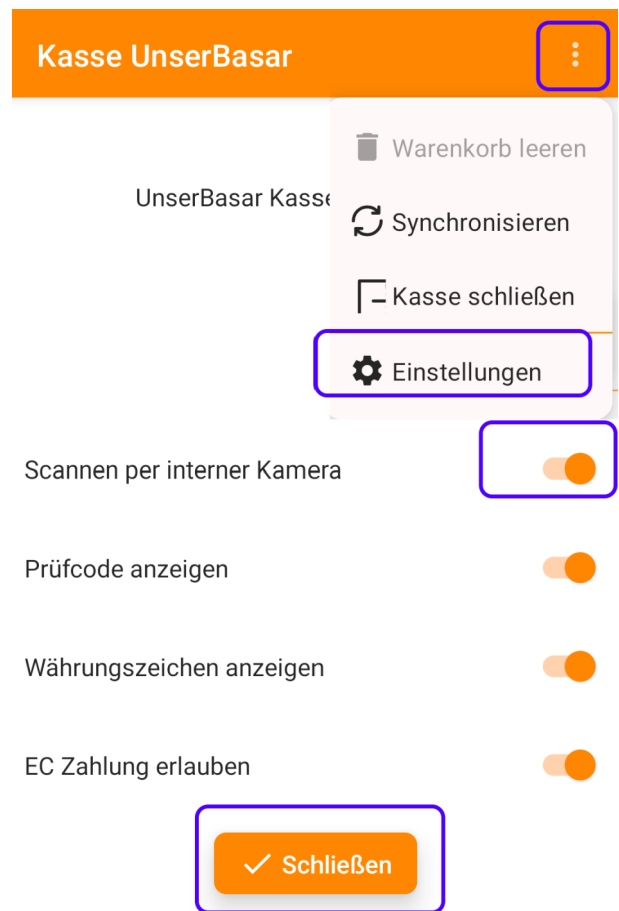 Kasse UnserBasar
Warenkorb leeren
UnserBasar Kasse
Synchronisieren
Kasse schließen
Einstellungen
Scannen per interner Kamera
Prüfcode anzeigen
Währungszeichen anzeigen
EC Zahlung erlauben
Schließen